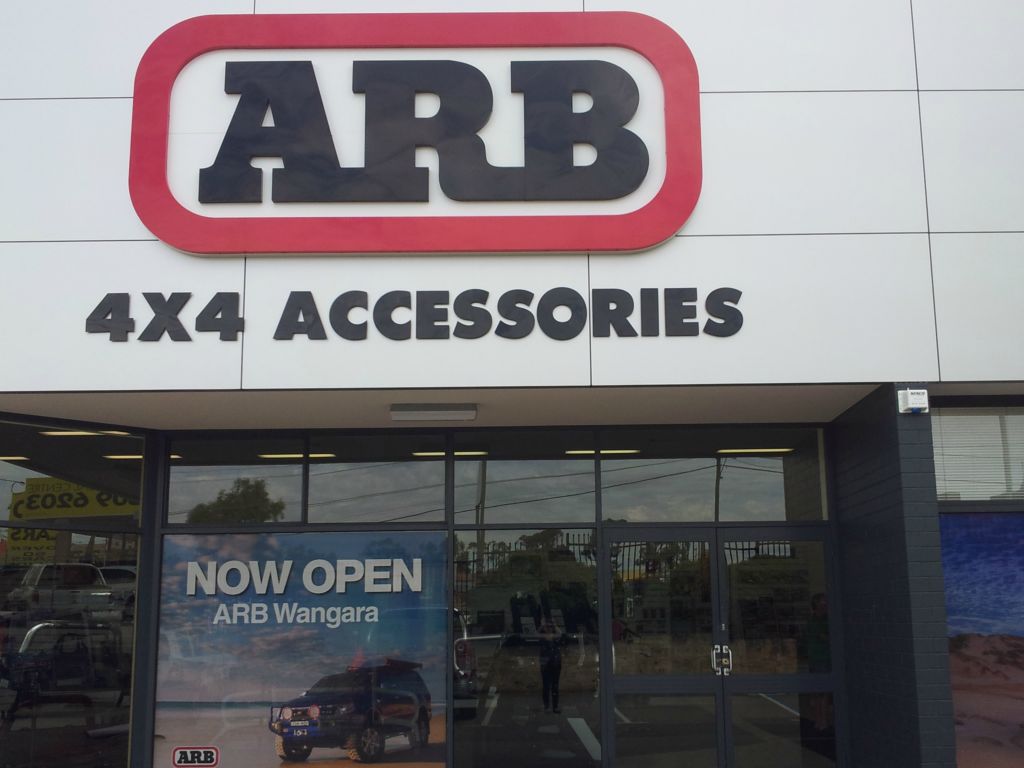 ARB
4X4 ACCESSORIES
NOW OPEN
ARB Wangara
ARB